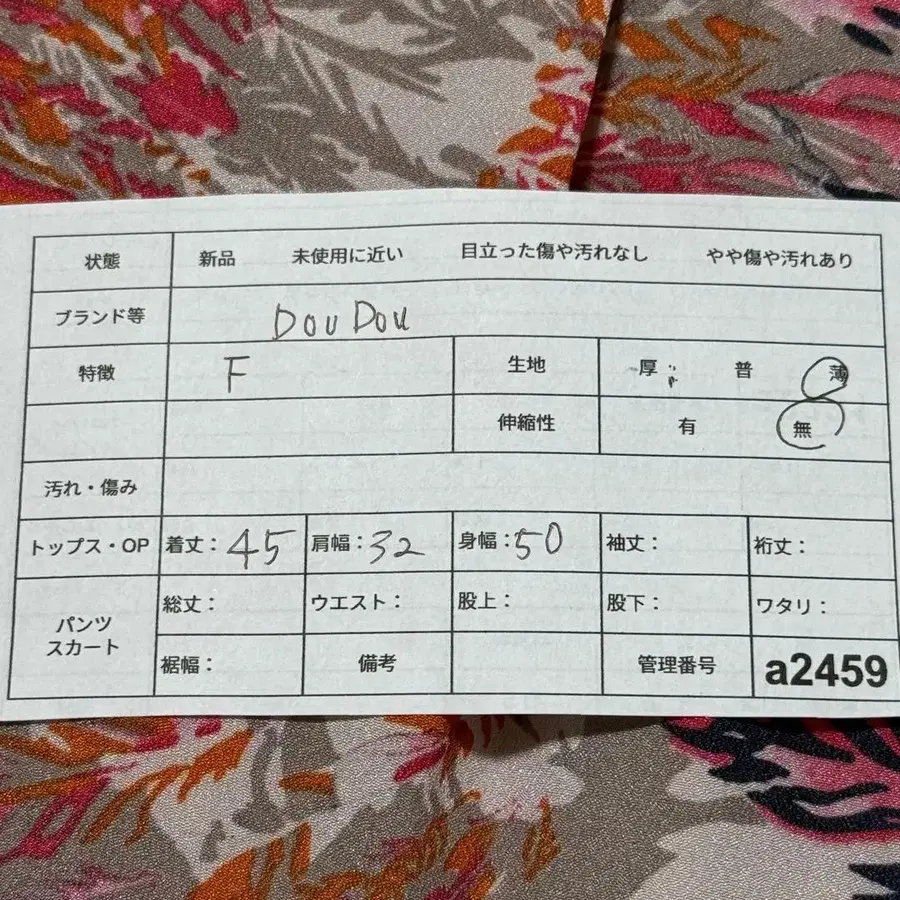 状態 新品 未使用に近い 目立った傷や汚れなし やや傷や汚れあり
ブランド等 DOUDOU
特徴 F 生地 厚 普 薄
伸縮性 有 無
汚れ・傷み
トップス・OP 着丈：45 肩幅：32 身幅：50 袖丈： 裄丈：
パンツ スカート 総丈： ウエスト： 股上： 股下： ワタリ：
裾幅： 備考 管理番号 a2459